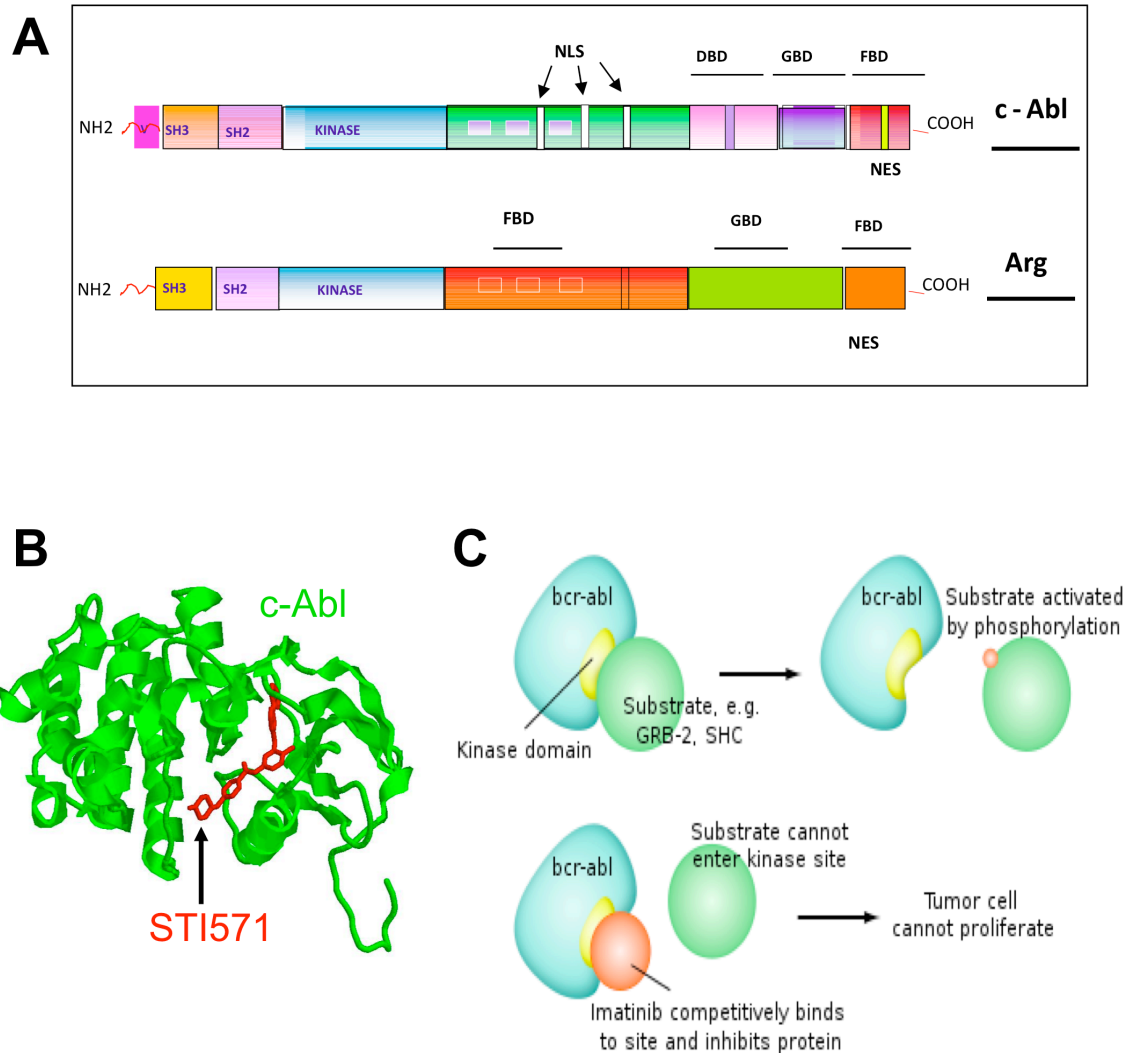 A
NLS
DBD
GBD
FBD
NH2
V
SH3
SH2
KINASE
COOH
c - Abl
NES
FBD
GBD
FBD
NH2
SH3
SH2
KINASE
COOH
Arg
NES
B
c-Abl
STI571
C
bcr-abl
Kinase domain
Substrate, e.g.
GRB-2, SHC
bcr-abl
Substrate activated
by phosphorylation
bcr-abl
Substrate cannot
enter kinase site
Tumor cell
cannot proliferate
Imatinib competitively binds
to site and inhibits protein